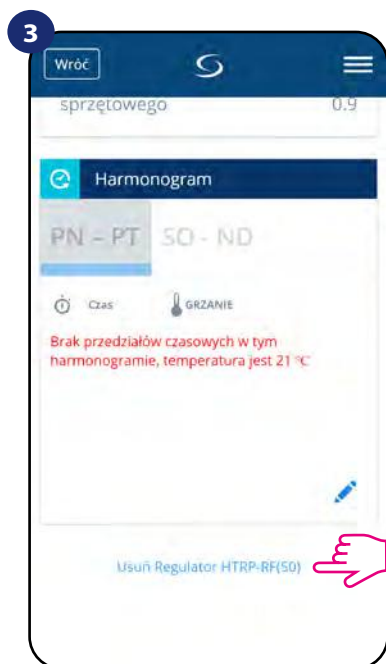 3
Wróć
sprzętowego 0.9
Harmonogram
PN - PT SO - ND
Czas GRZANIE
Brak przedziałów czasowych w tym
harmonogramie, temperatura jest 21 °C
Usuń Regulator HTRP-RF(50)